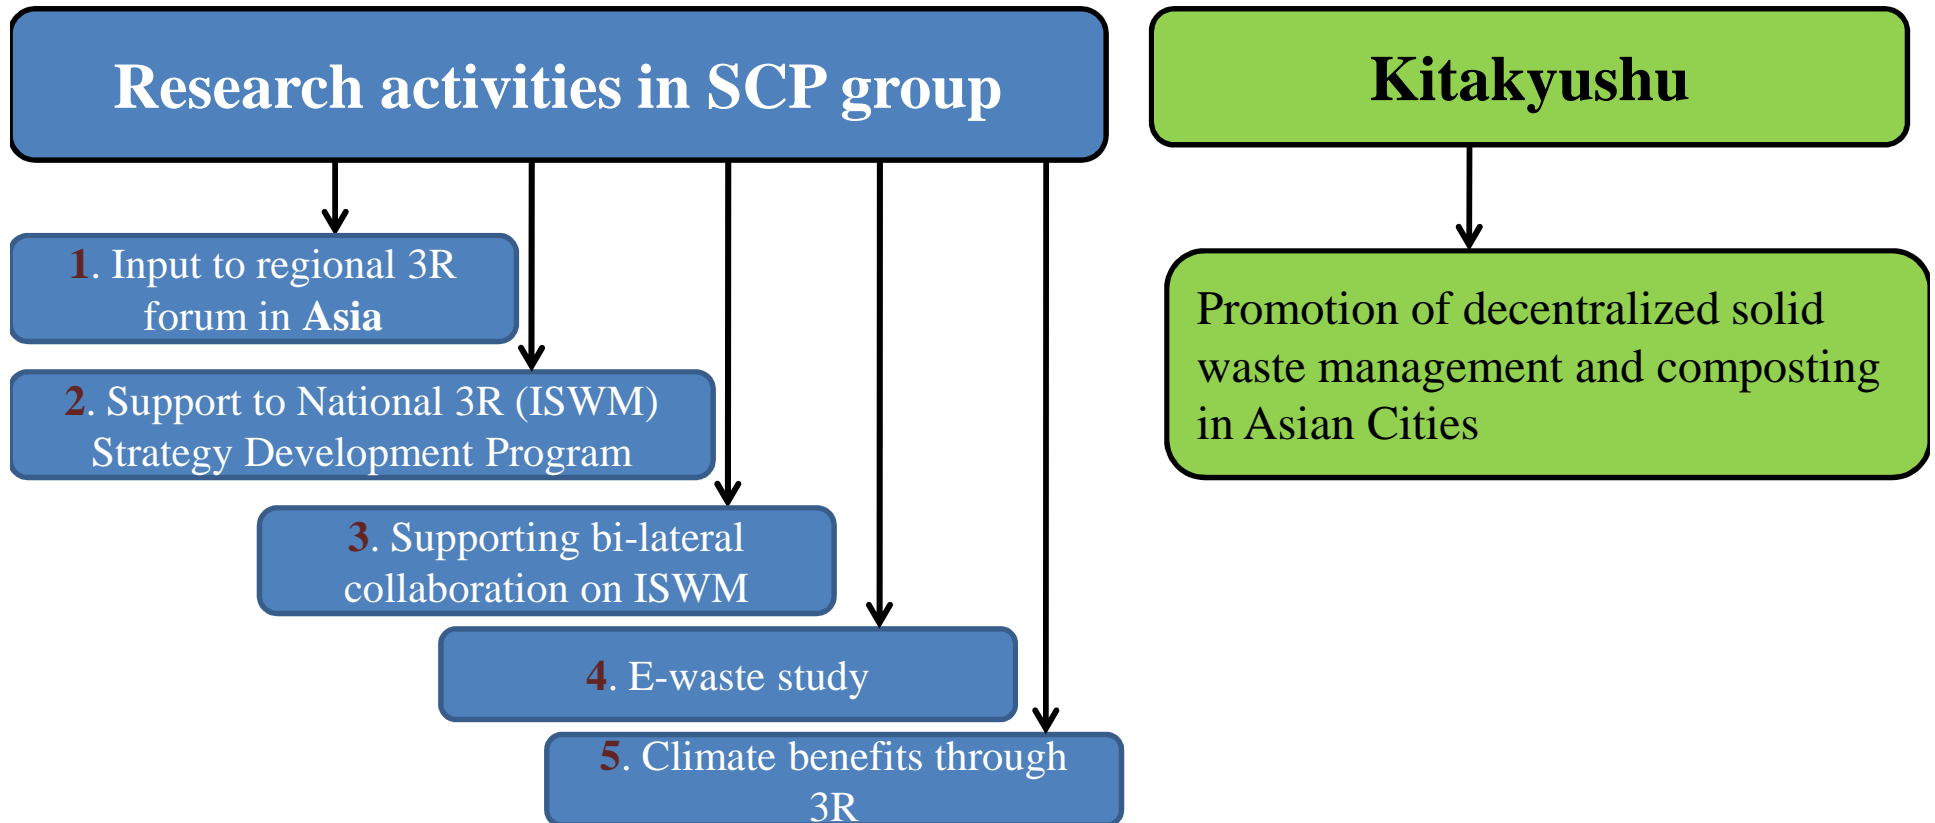 Research activities in SCP group
1. Input to regional 3R
forum in Asia
2. Support to National 3R (ISWM)
Strategy Development Program
3. Supporting bi-lateral
collaboration on ISWM
4. E-waste study
5. Climate benefits through
3R
Kitakyushu
Promotion of decentralized solid
waste management and composting
in Asian Cities